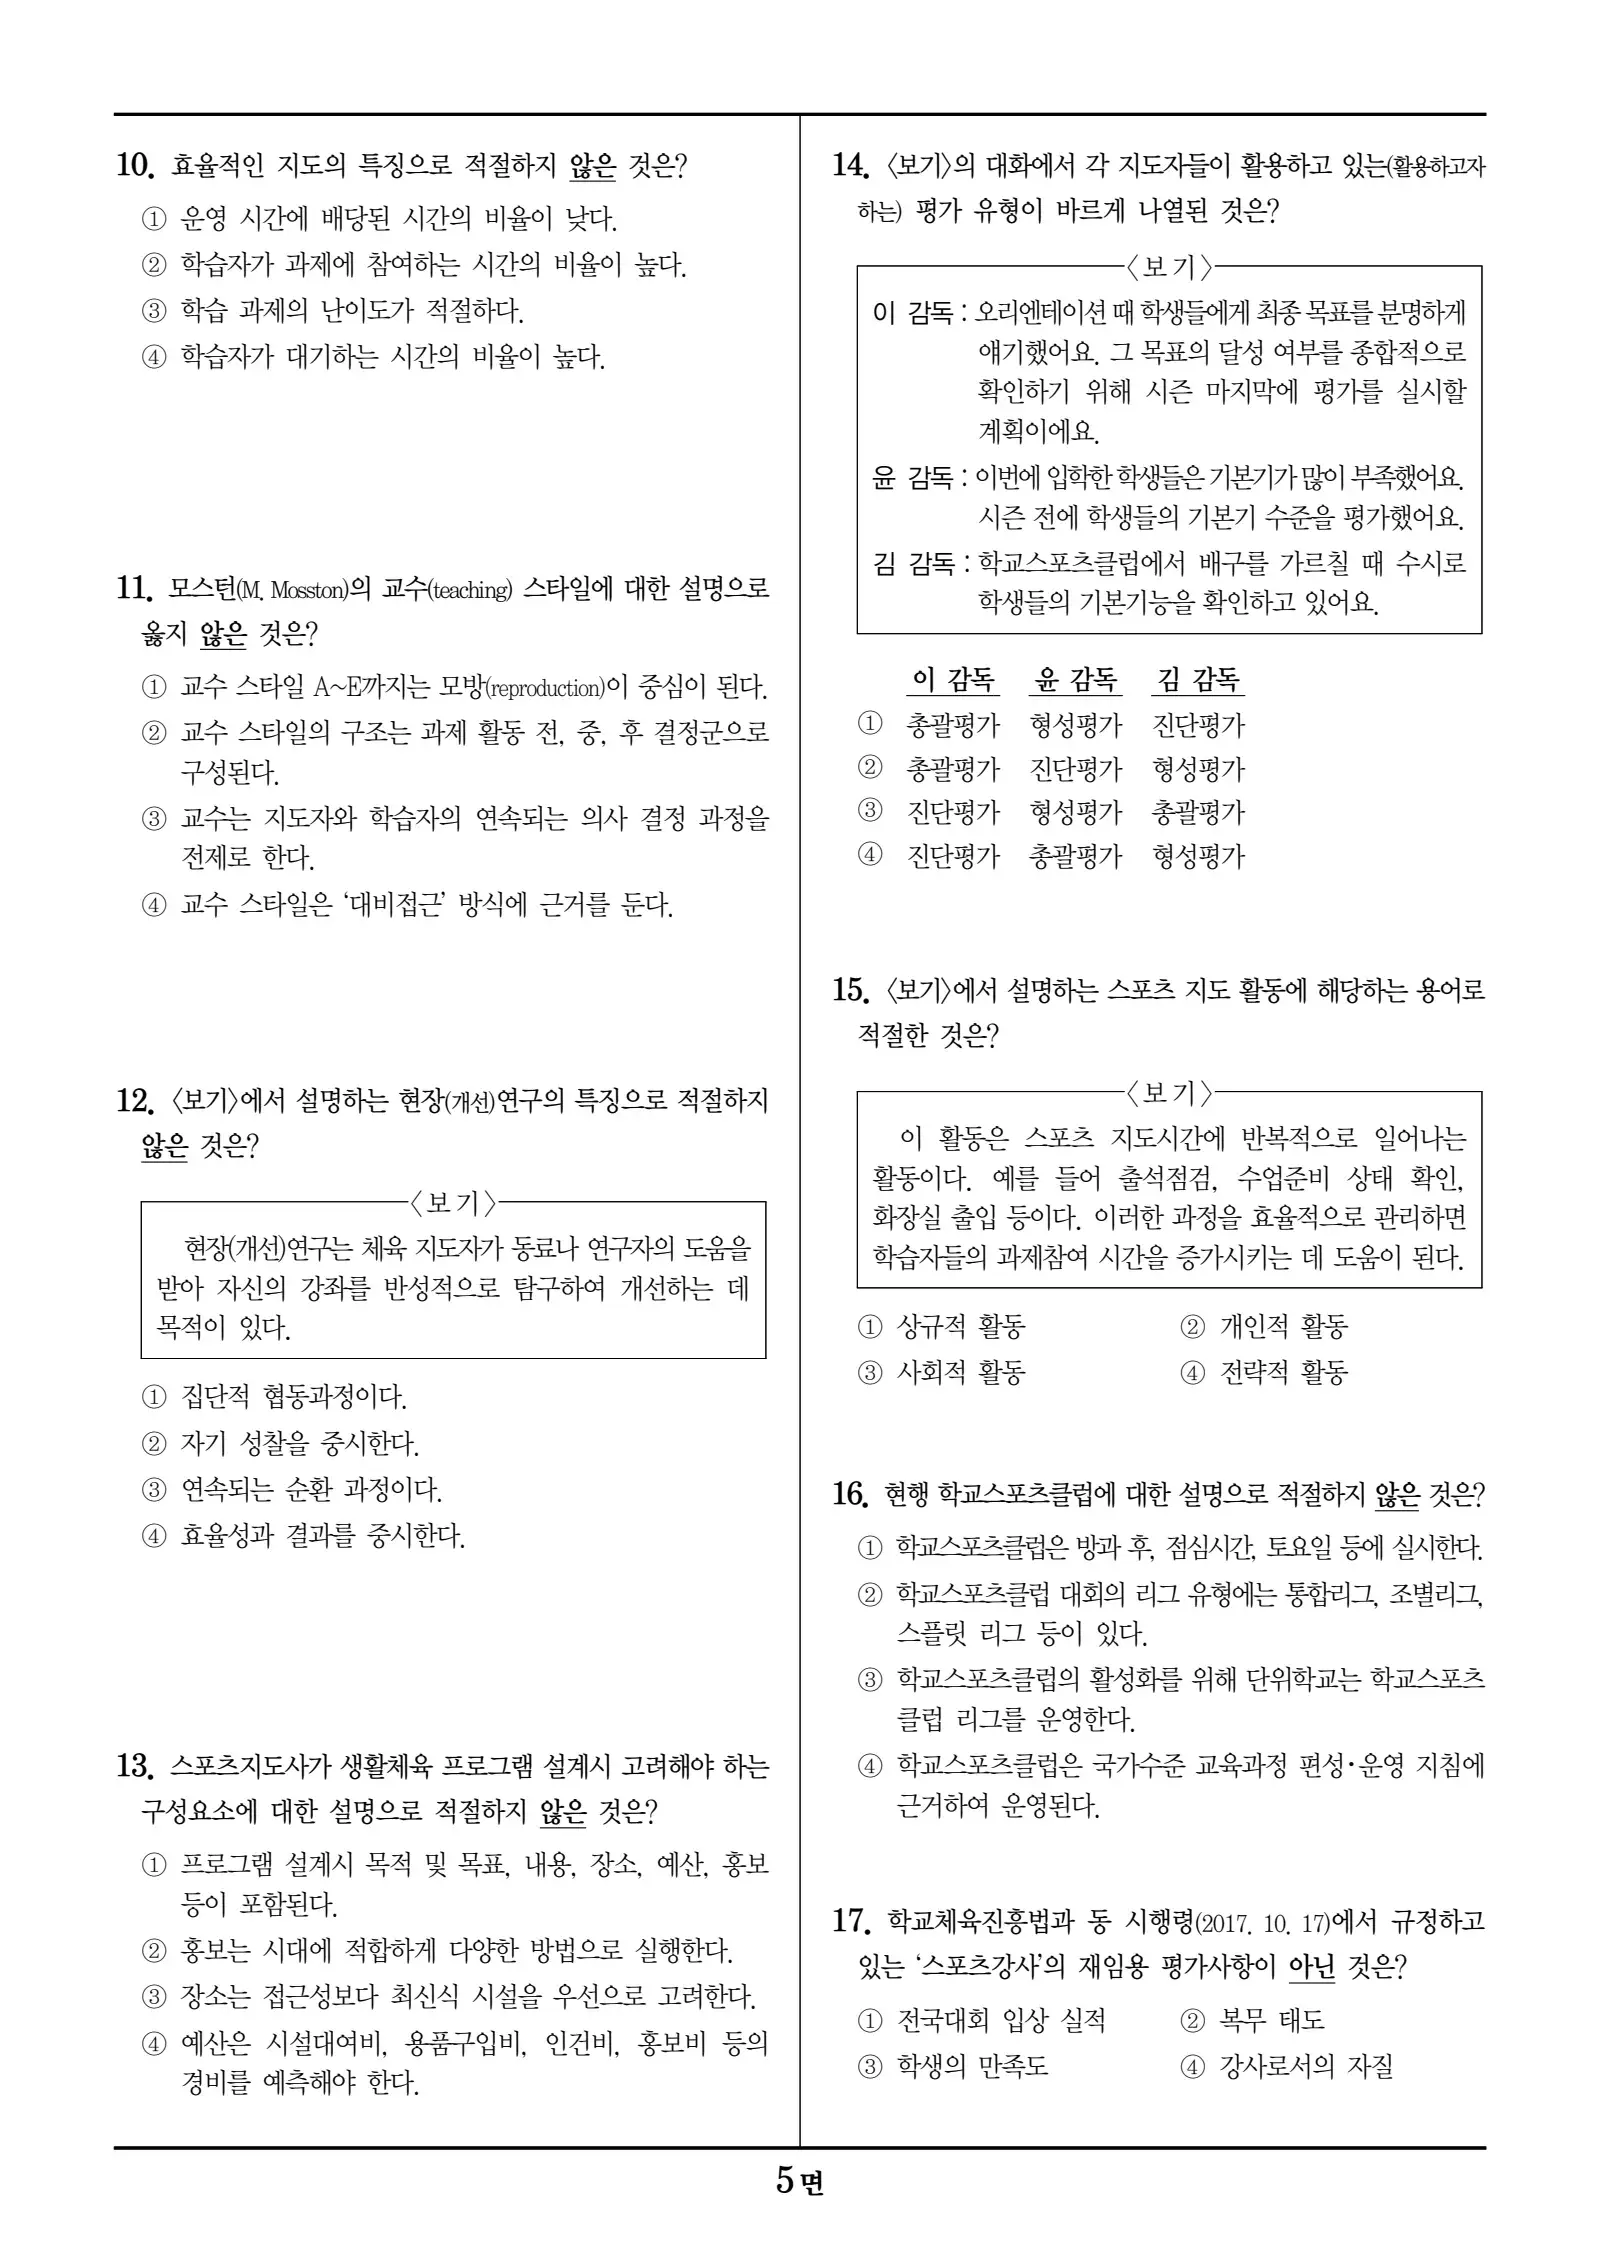 10. 효율적인 지도의 특징으로 적절하지 않은 것은?
① 운영 시간에 배당된 시간의 비율이 낮다.
② 학습자가 과제에 참여하는 시간의 비율이 높다.
③ 학습 과제의 난이도가 적절하다.
④ 학습자가 대기하는 시간의 비율이 높다.
11. 모스턴(M. Mosston)의 교수(teaching) 스타일에 대한 설명으로
옳지 않은 것은?
① 교수 스타일 A~E까지는 모방(reproduction)이 중심이 된다.
② 교수 스타일의 구조는 과제 활동 전, 중, 후 결정군으로
구성된다.
③ 교수는 지도자와 학습자의 연속되는 의사 결정 과정을
전제로 한다.
④ 교수 스타일은 ‘대비접근’ 방식에 근거를 둔다.
12. 〈보기〉에서 설명하는 현장(개선)연구의 특징으로 적절하지
않은 것은?
〈보기〉
현장(개선)연구는 체육 지도자가 동료나 연구자의 도움을
받아 자신의 강좌를 반성적으로 탐구하여 개선하는 데
목적이 있다.
① 집단적 협동과정이다.
② 자기 성찰을 중시한다.
③ 연속되는 순환 과정이다.
④ 효율성과 결과를 중시한다.
13. 스포츠지도사가 생활체육 프로그램 설계시 고려해야 하는
구성요소에 대한 설명으로 적절하지 않은 것은?
① 프로그램 설계시 목적 및 목표, 내용, 장소, 예산, 홍보
등이 포함된다.
② 홍보는 시대에 적합하게 다양한 방법으로 실행한다.
③ 장소는 접근성보다 최신식 시설을 우선으로 고려한다.
④ 예산은 시설대여비, 용품구입비, 인건비, 홍보비 등의
경비를 예측해야 한다.
14. 〈보기〉의 대화에서 각 지도자들이 활용하고 있는(활용하고자
하는) 평가 유형이 바르게 나열된 것은?
〈보기〉
이 감독 : 오리엔테이션 때 학생들에게 최종 목표를 분명하게
얘기했어요. 그 목표의 달성 여부를 종합적으로
확인하기 위해 시즌 마지막에 평가를 실시할
계획이에요.
윤 감독 : 이번에 입학한 학생들은 기본기가 많이 부족했어요.
시즌 전에 학생들의 기본기 수준을 평가했어요.
김 감독 : 학교스포츠클럽에서 배구를 가르칠 때 수시로
학생들의 기본기능을 확인하고 있어요.
이 감독 윤 감독 김 감독
① 총괄평가 형성평가 진단평가
② 총괄평가 진단평가 형성평가
③ 진단평가 형성평가 총괄평가
④ 진단평가 총괄평가 형성평가
15. 〈보기〉에서 설명하는 스포츠 지도 활동에 해당하는 용어로
적절한 것은?
〈보기〉
이 활동은 스포츠 지도시간에 반복적으로 일어나는
활동이다. 예를 들어 출석점검, 수업준비 상태 확인,
화장실 출입 등이다. 이러한 과정을 효율적으로 관리하면
학습자들의 과제참여 시간을 증가시키는 데 도움이 된다.
① 상규적 활동 ② 개인적 활동
③ 사회적 활동 ④ 전략적 활동
16. 현행 학교스포츠클럽에 대한 설명으로 적절하지 않은 것은?
① 학교스포츠클럽은 방과 후, 점심시간, 토요일 등에 실시한다.
② 학교스포츠클럽 대회의 리그 유형에는 통합리그, 조별리그,
스플릿 리그 등이 있다.
③ 학교스포츠클럽의 활성화를 위해 단위학교는 학교스포츠
클럽 리그를 운영한다.
④ 학교스포츠클럽은 국가수준 교육과정 편성·운영 지침에
근거하여 운영된다.
17. 학교체육진흥법과 동 시행령(2017. 10. 17)에서 규정하고
있는 ‘스포츠강사’의 재임용 평가사항이 아닌 것은?
① 전국대회 입상 실적 ② 복무 태도
③ 학생의 만족도 ④ 강사로서의 자질
5 면